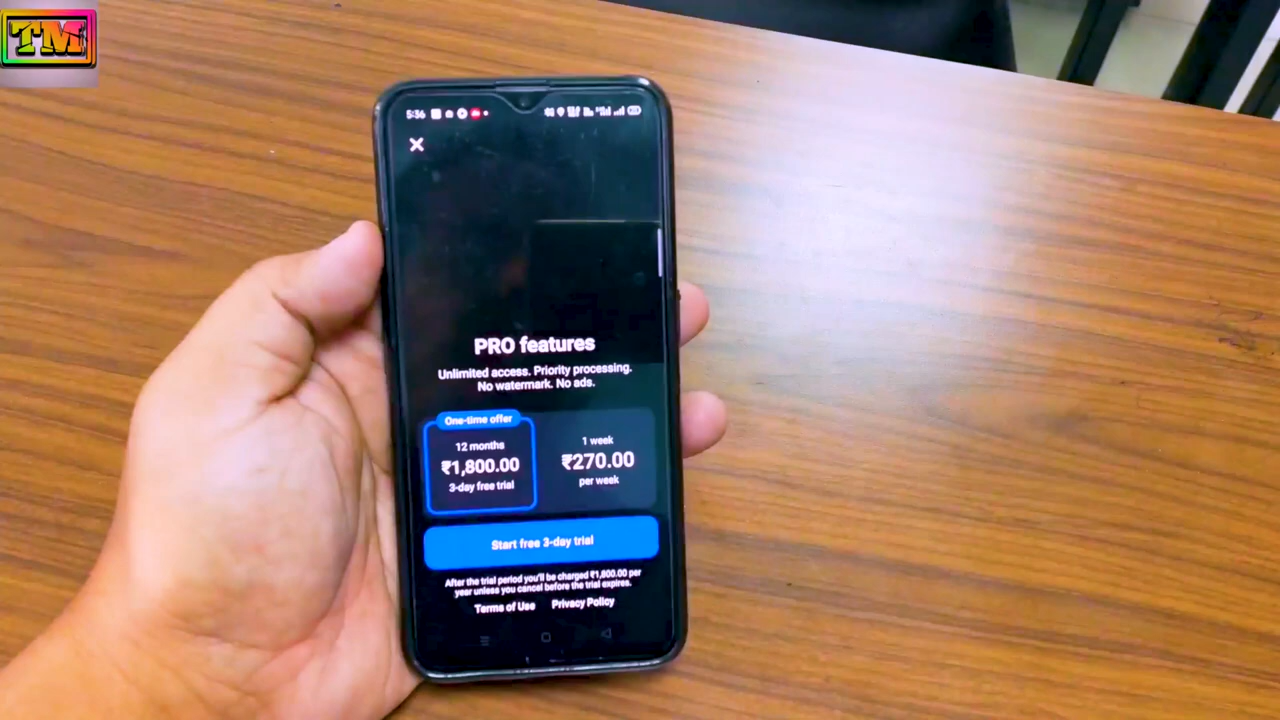 TM
5:36
PRO features
Unlimited access. Priority processing.
No watermark. No ads.
One-time offer
12 months
₹1,800.00
3-day free trial
1 week
₹270.00
per week
Start free 3-day trial
After the trial period you'll be charged ₹1,800.00 per
year unless you cancel before the trial expires.
Terms of Use Privacy Policy